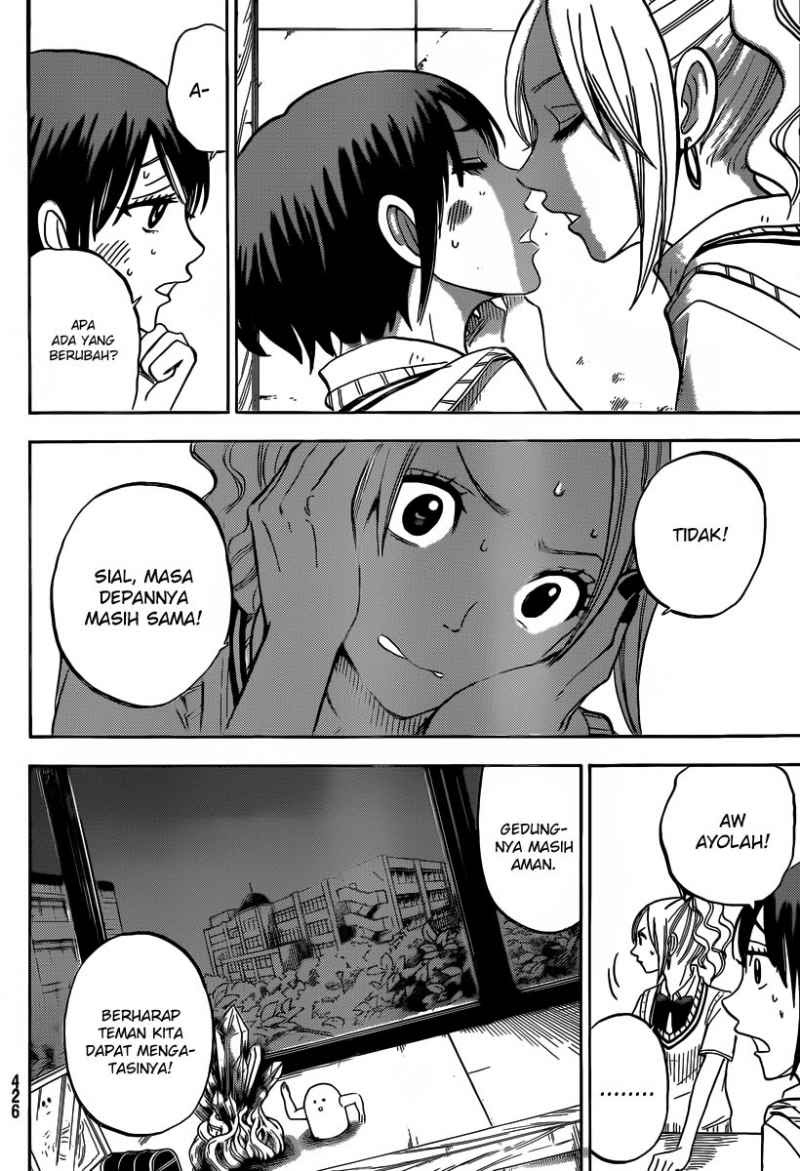 A-
APA
ADA YANG
BERUBAH?
TIDAK!
SIAL, MASA
DEPANNYA
MASIH SAMA!
AW
AYOLAH!
.........
GEDUNG-
NYA MASIH
AMAN.
BERHARAP
TEMAN KITA
DAPAT MENGA-
TASINYA!
426